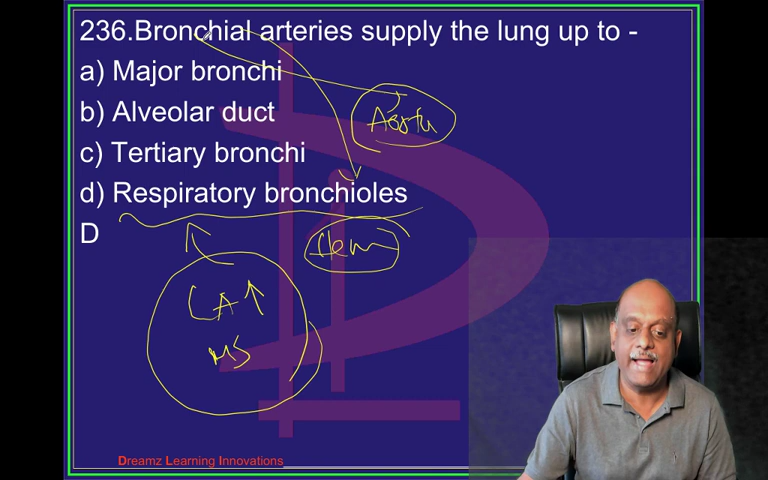 236.Bronchial arteries supply the lung up to -
a) Major bronchi
b) Alveolar duct
Aorta
c) Tertiary bronchi
d) Respiratory bronchioles
D
CA↑
MS
Dreamz Learning Innovations